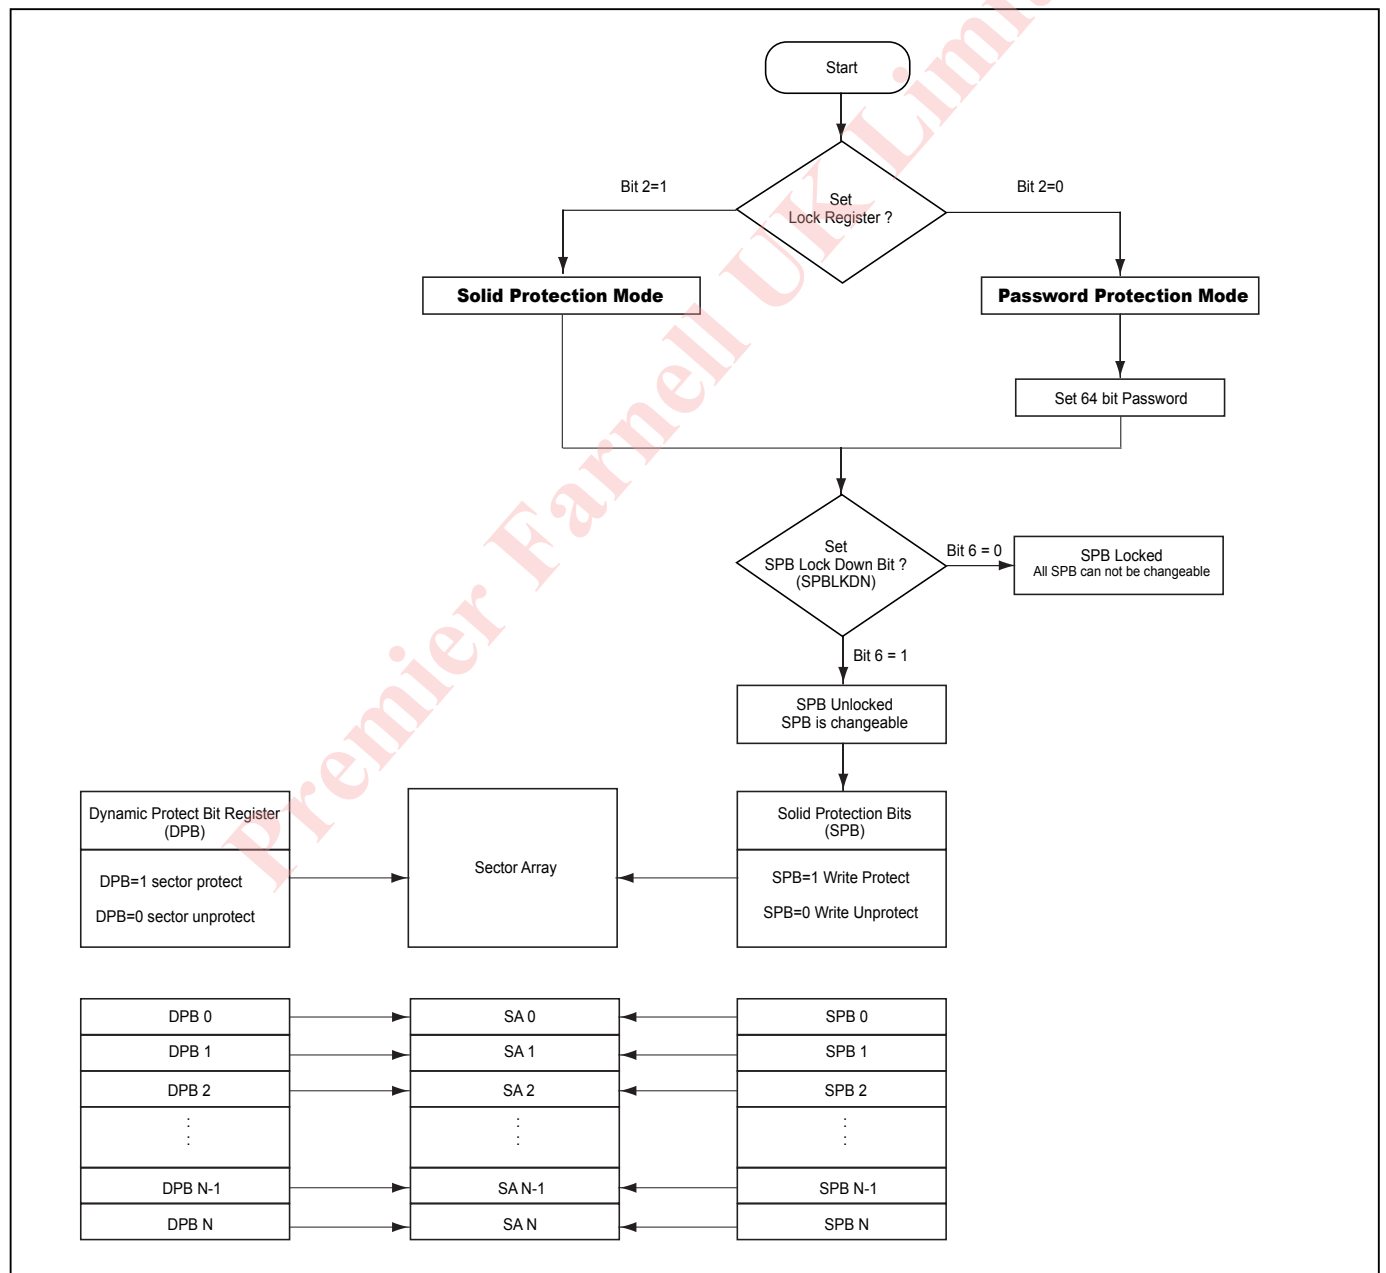 Start
Bit 2=1
Bit 2=0
Set
Lock Register ?
Solid Protection Mode
Password Protection Mode
Set 64 bit Password
Set
SPB Lock Down Bit ?
(SPBLKDN)
Bit 6 = 0
SPB Locked
All SPB can not be changeable
Bit 6 = 1
SPB Unlocked
SPB is changeable
Dynamic Protect Bit Register
(DPB)
DPB=1 sector protect
DPB=0 sector unprotect
Sector Array
Solid Protection Bits
(SPB)
SPB=1 Write Protect
SPB=0 Write Unprotect
DPB 0
SA 0
SPB 0
DPB 1
SA 1
SPB 1
DPB 2
SA 2
SPB 2
DPB N-1
SA N-1
SPB N-1
DPB N
SA N
SPB N
Premier Farnell UK Limi